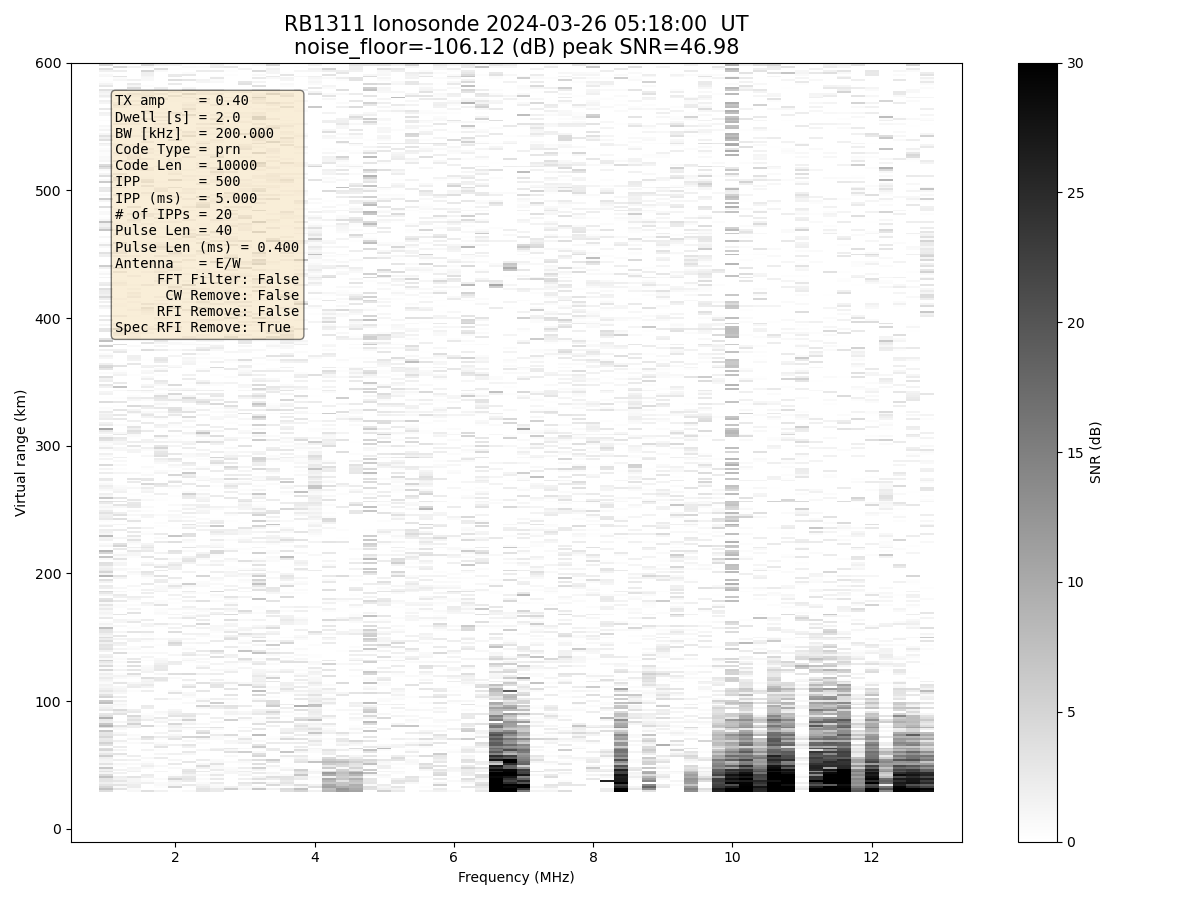 RB1311 Ionosonde 2024-03-26 05:18:00  UT
noise_floor=-106.12 (dB) peak SNR=46.98
TX amp    = 0.40
Dwell [s] = 2.0
BW [kHz]  = 200.000
Code Type = prn
Code Len  = 10000
IPP       = 500
IPP (ms)  = 5.000
# of IPPs = 20
Pulse Len = 40
Pulse Len (ms) = 0.400
Antenna   = E/W
FFT Filter: False
CW Remove: False
RFI Remove: False
Spec RFI Remove: True
600
500
400
300
200
100
0
Virtual range (km)
2
4
6
8
10
12
Frequency (MHz)
30
25
20
15
10
5
0
SNR (dB)